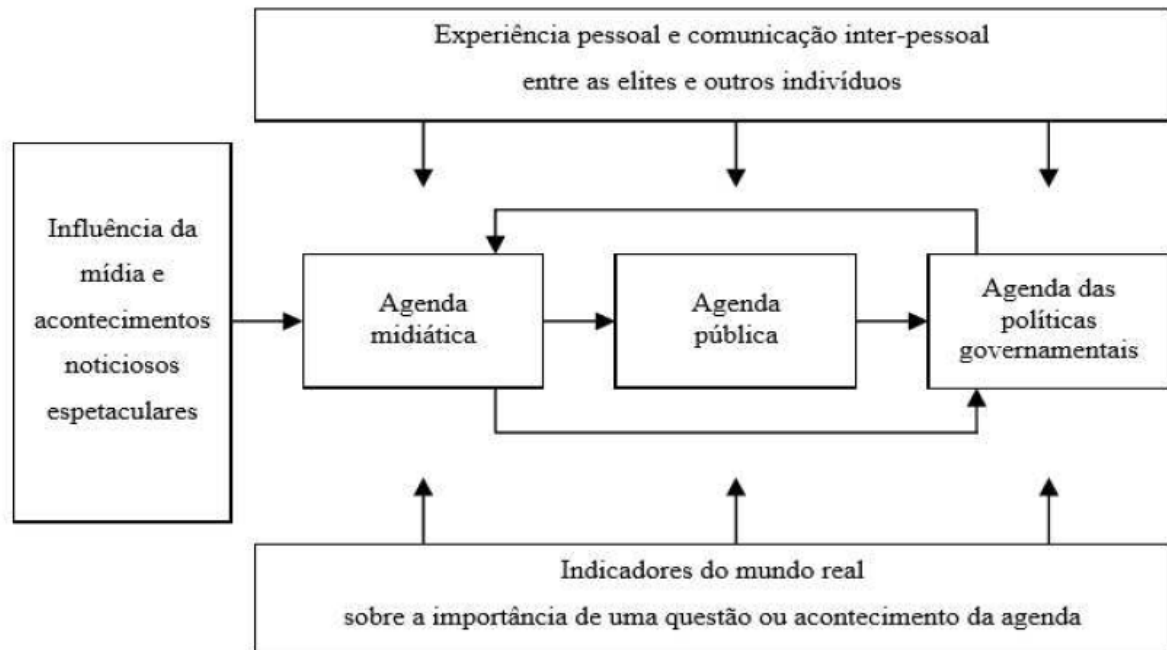 Experiência pessoal e comunicação inter-pessoal
entre as elites e outros indivíduos
Influência da
mídia e
acontecimentos
noticiosos
espetaculares
Agenda
midiática
Agenda
pública
Agenda das
políticas
governamentais
Indicadores do mundo real
sobre a importância de uma questão ou acontecimento da agenda